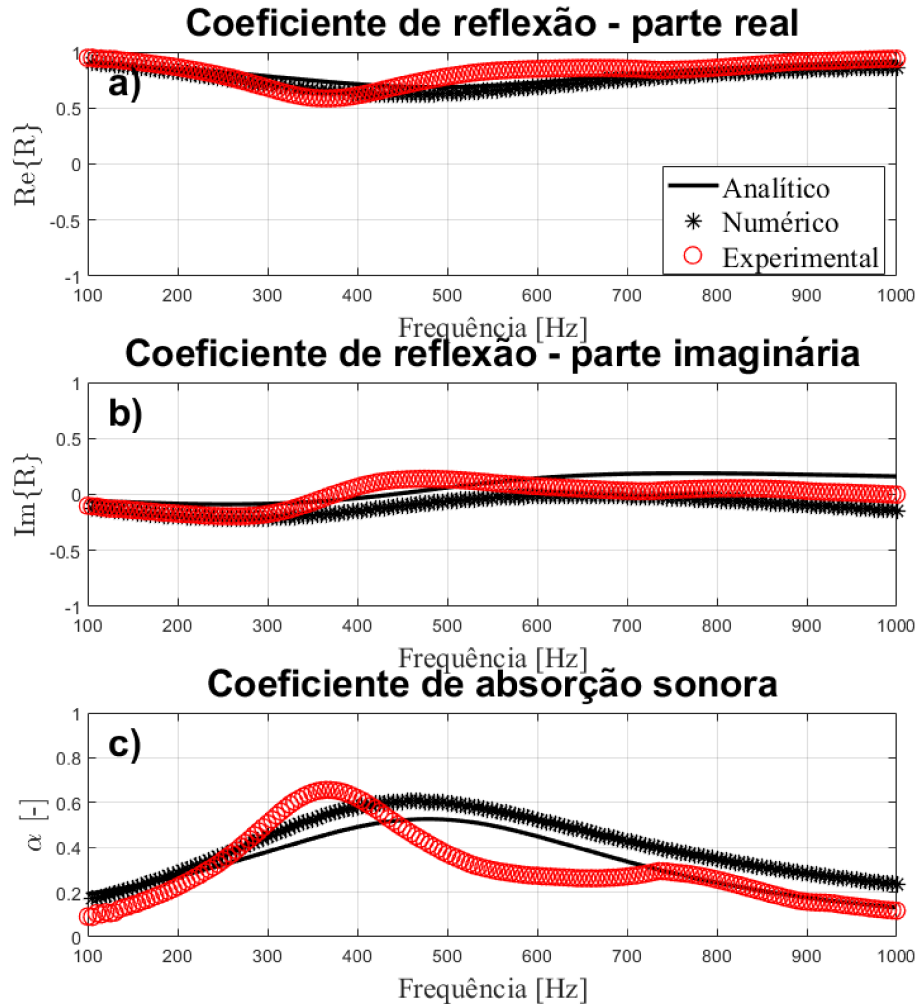 Coeficiente de reflexão - parte real
a)
Re{R}
1
0.5
0
-0.5
-1
Analítico
Numérico
Experimental
100 200 300 400 500 600 700 800 900 1000
Frequência [Hz]
Coeficiente de reflexão - parte imaginária
b)
Im{R}
1
0.5
0
-0.5
-1
100 200 300 400 500 600 700 800 900 1000
Frequência [Hz]
Coeficiente de absorção sonora
c)
α [-]
1
0.8
0.6
0.4
0.2
0
100 200 300 400 500 600 700 800 900 1000
Frequência [Hz]